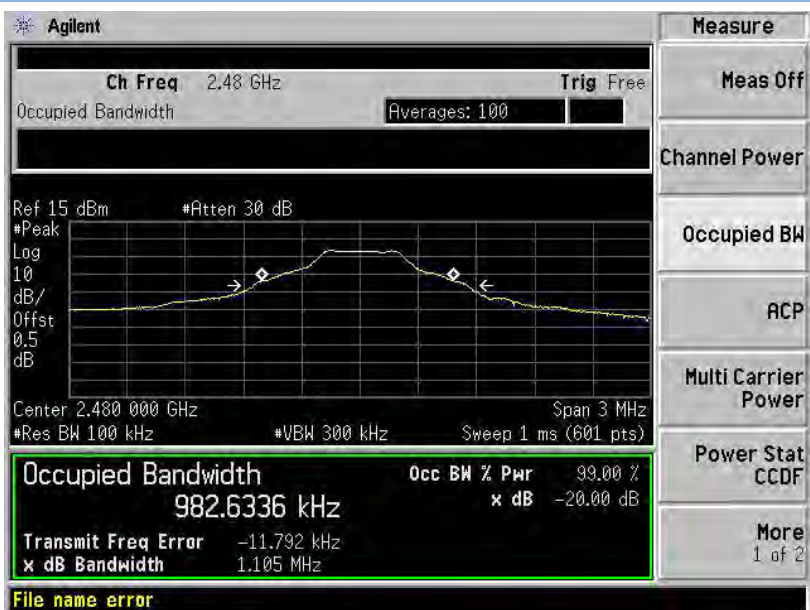 Agilent
Measure
Ch Freq 2.48 GHz Trig Free
Occupied Bandwidth Averages: 100
Ref 15 dBm #Atten 30 dB
#Peak
Log
10
dB/
Offst
0.5
dB
Center 2.480 000 GHz Span 3 MHz
#Res BW 100 kHz #VBW 300 kHz Sweep 1 ms (601 pts)
Occupied Bandwidth Occ BW % Pwr 99.00 %
982.6336 kHz x dB -20.00 dB
Transmit Freq Error -11.792 kHz
x dB Bandwidth 1.105 MHz
File name error
Meas Off
Channel Power
Occupied BW
ACP
Multi Carrier
Power
Power Stat
CCDF
More
1 of 2